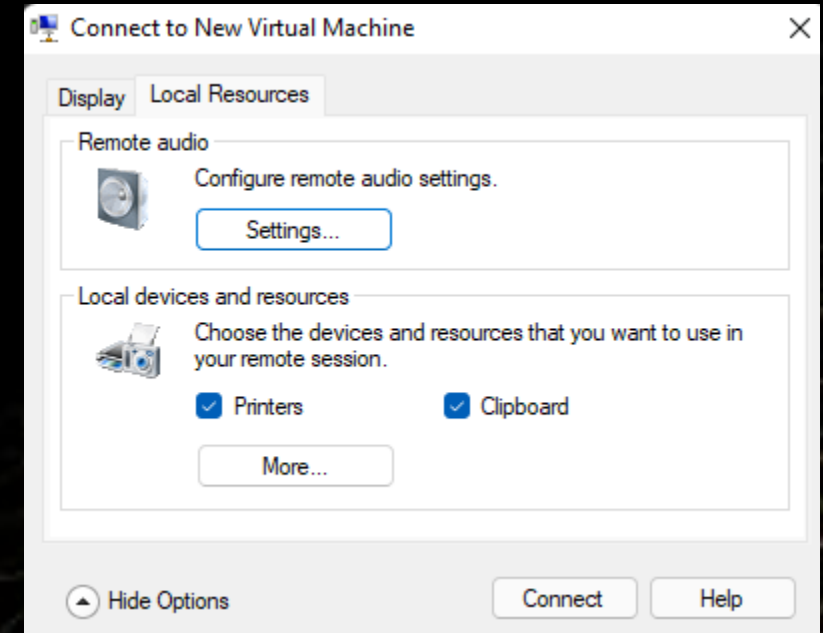 Connect to New Virtual Machine
Display
Local Resources
Remote audio
Configure remote audio settings.
Settings...
Local devices and resources
Choose the devices and resources that you want to use in
your remote session.
Printers
Clipboard
More...
Hide Options
Connect
Help